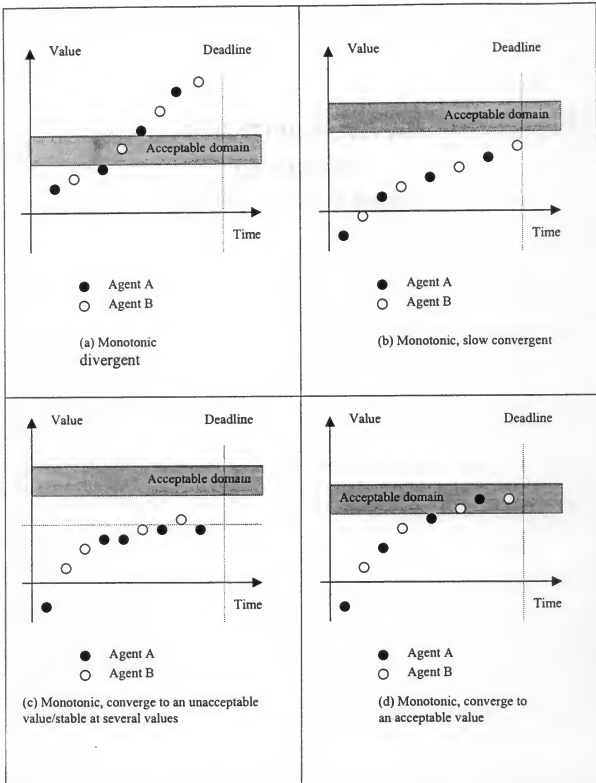 Value
Deadline
Acceptable domain
Time
Agent A
Agent B
(a) Monotonic
divergent
Value
Deadline
Acceptable domain
Time
Agent A
Agent B
(b) Monotonic, slow convergent
Value
Deadline
Acceptable domain
Time
Agent A
Agent B
(c) Monotonic, converge to an unacceptable
value/stable at several values
Value
Deadline
Acceptable domain
Time
Agent A
Agent B
(d) Monotonic, converge to
an acceptable value